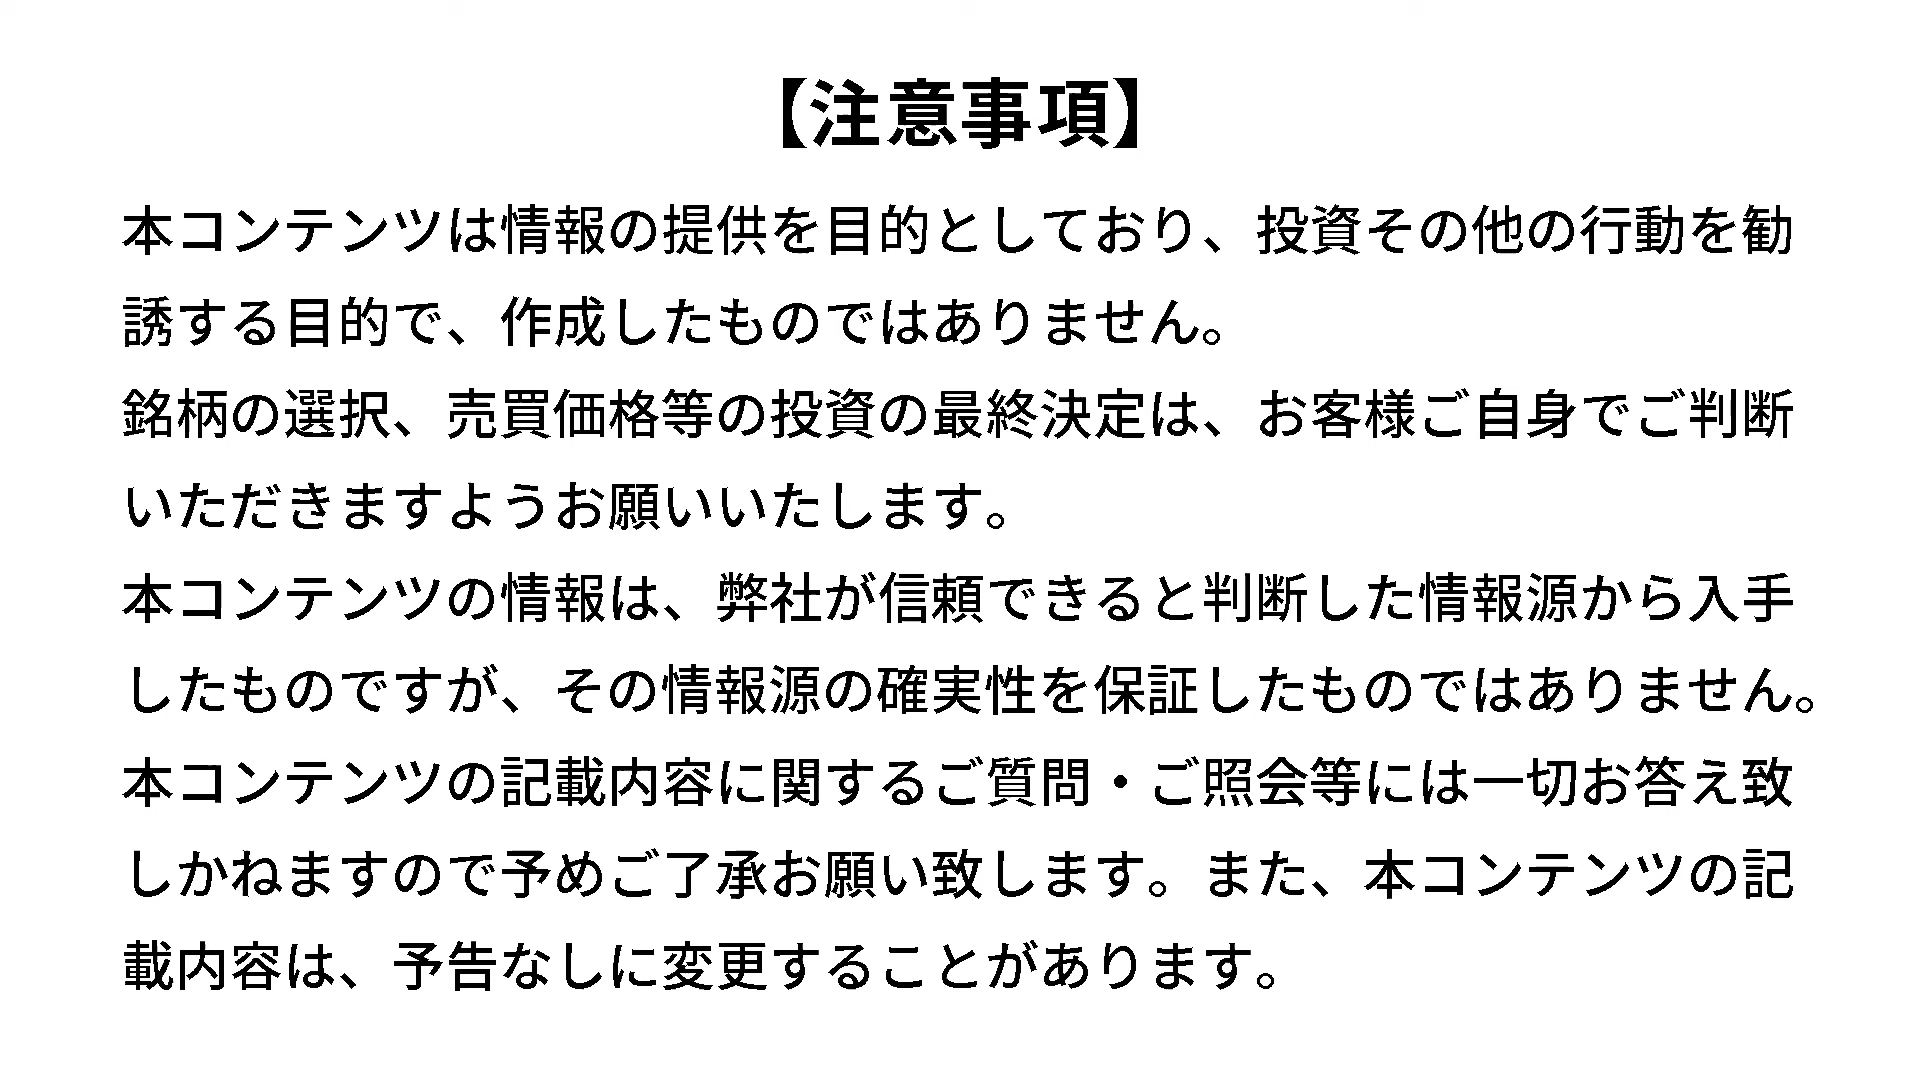 【注意事項】
本コンテンツは情報の提供を目的としており、投資その他の行動を勧
誘する目的で、作成したものではありません。
銘柄の選択、売買価格等の投資の最終決定は、お客様ご自身でご判断
いただきますようお願いいたします。
本コンテンツの情報は、弊社が信頼できると判断した情報源から入手
したものですが、その情報源の確実性を保証したものではありません。
本コンテンツの記載内容に関するご質問・ご照会等には一切お答え致
しかねますので予めご了承お願い致します。また、本コンテンツの記
載内容は、予告なしに変更することがあります。